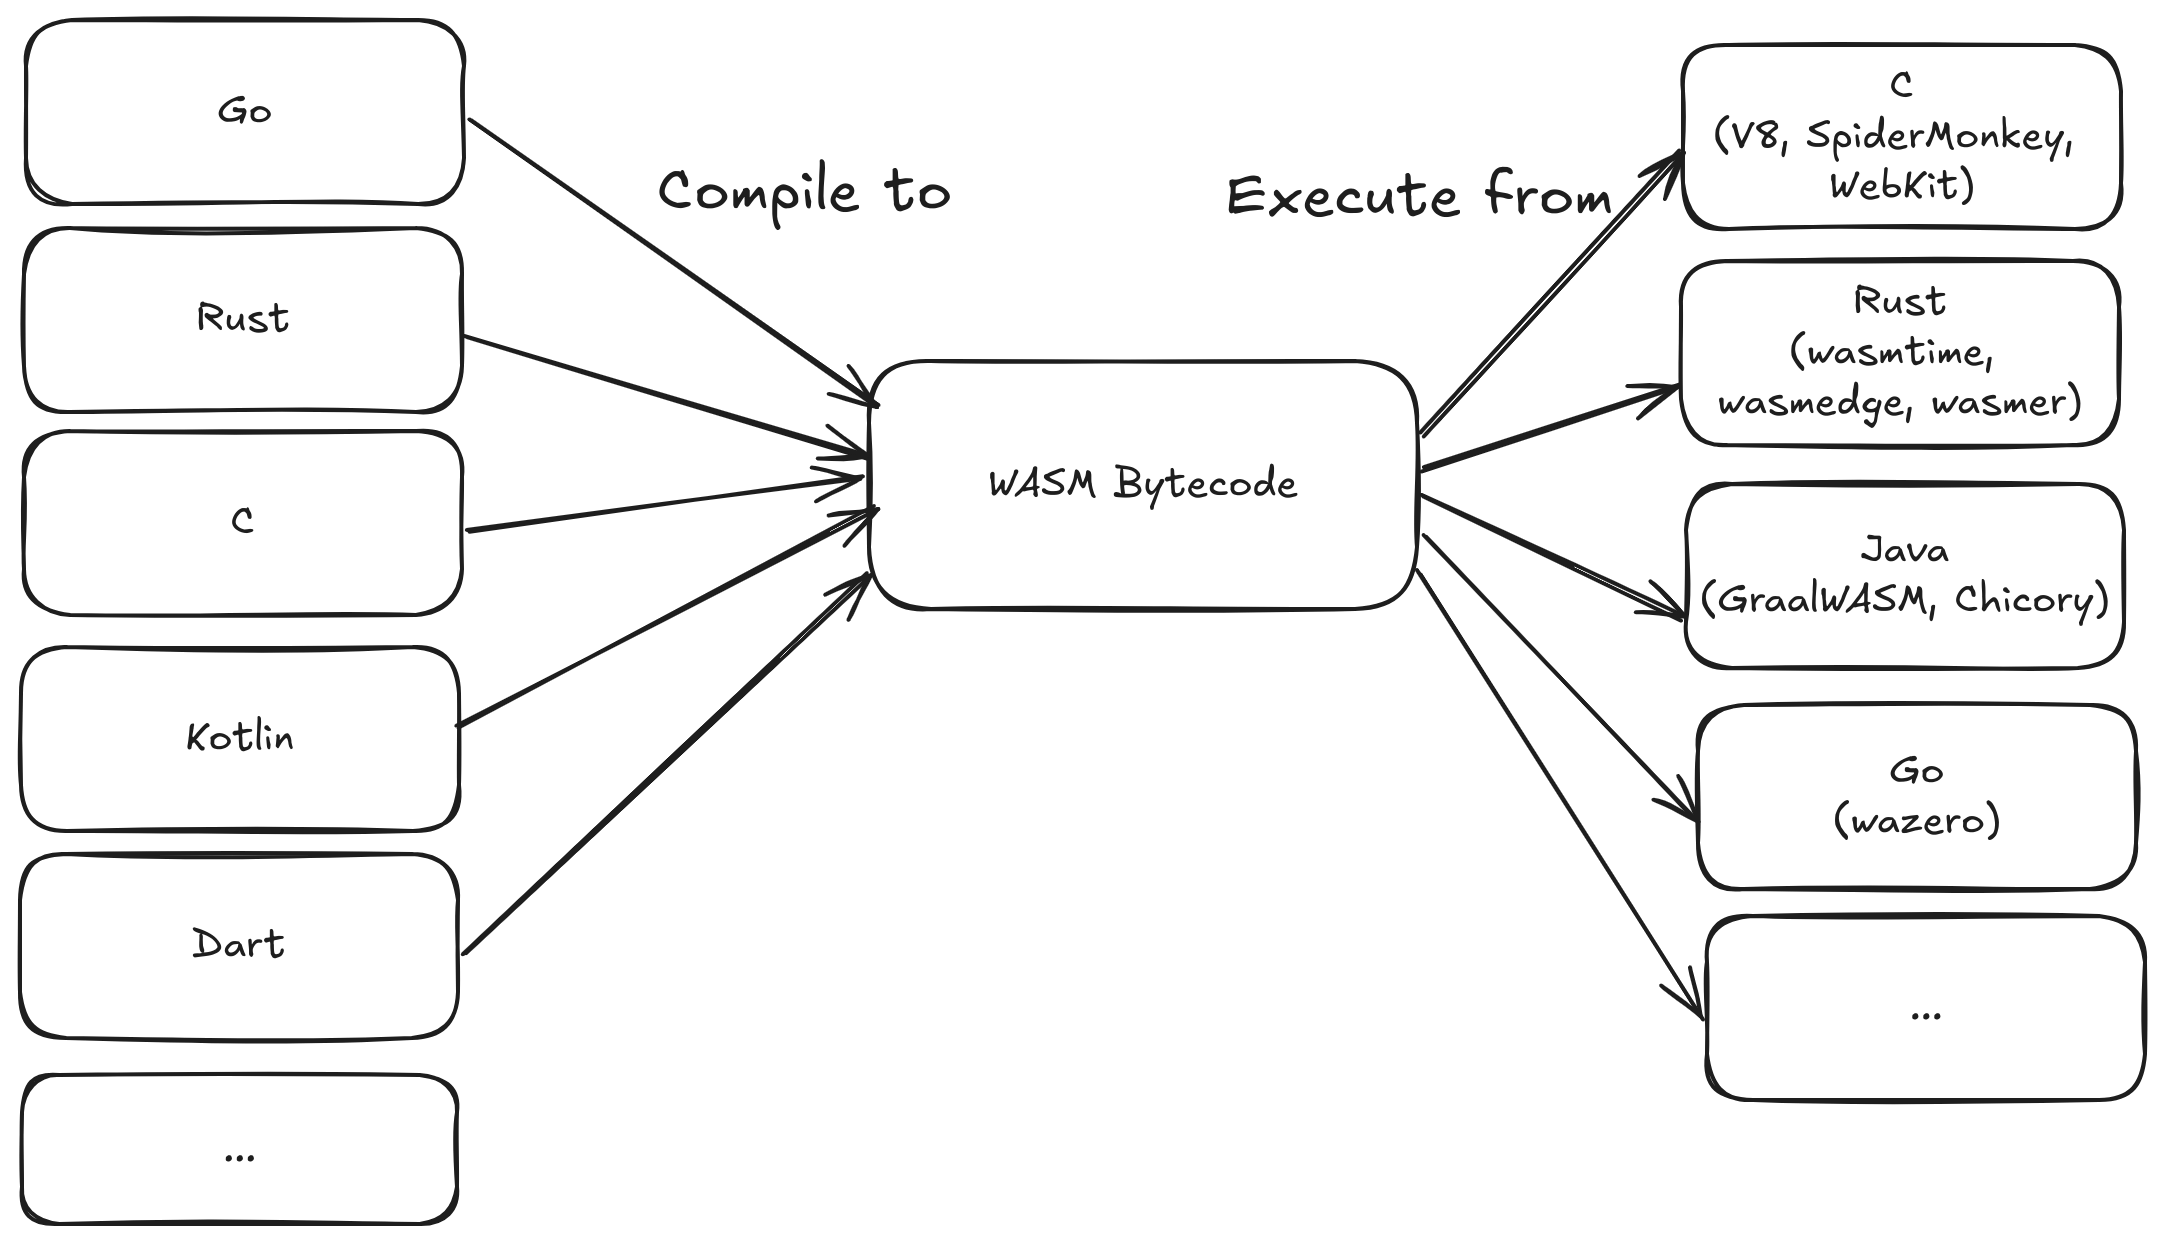 Go
Rust
C
Kotlin
Dart
...
Compile to
WASM Bytecode
Execute from
C
(V8, SpiderMonkey,
WebKit)
Rust
(wasmtime,
wasmedge, wasmer)
Java
(GraalWASM, Chicory)
Go
(wazero)
...